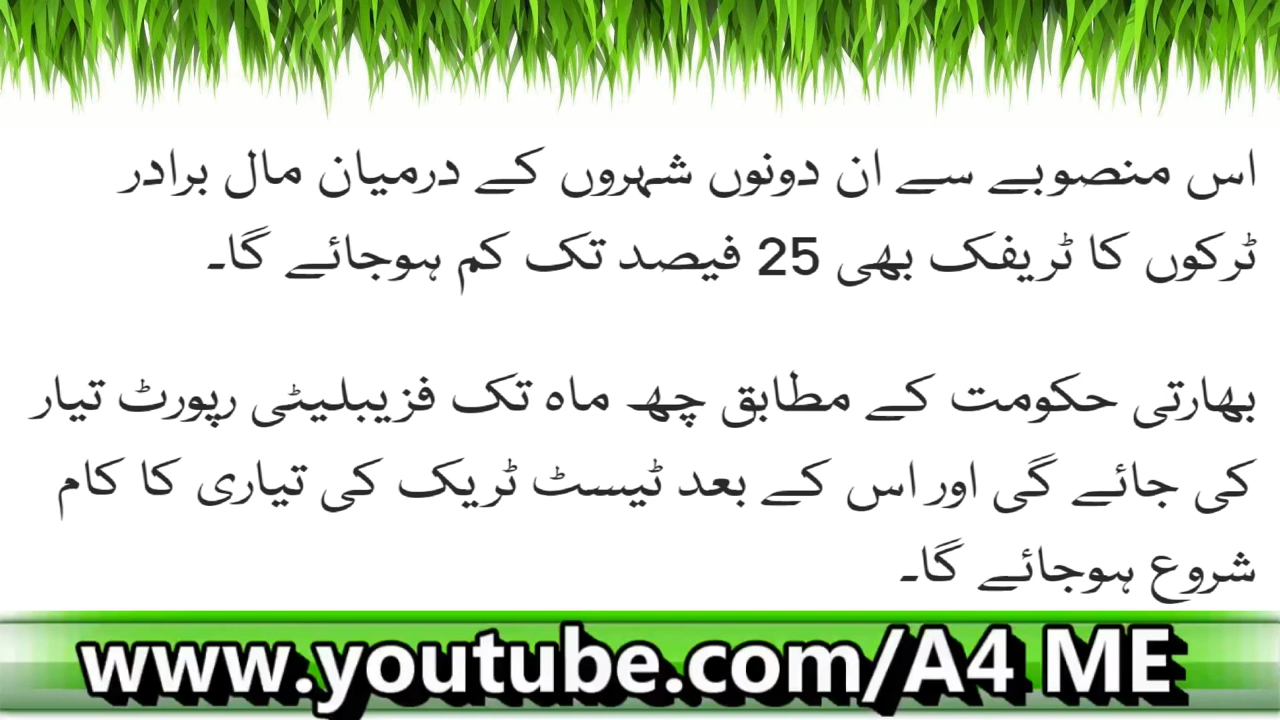 اس منصوبے سے ان دونوں شہروں کے درمیان مال برادر
ٹرکوں کا ٹریفک بھی 25 فیصد تک کم ہوجائے گا۔
بھارتی حکومت کے مطابق چھ ماہ تک فزیبلیٹی رپورٹ تیار
کی جائے گی اور اس کے بعد ٹیسٹ ٹریک کی تیاری کا کام
شروع ہوجائے گا۔
www.youtube.com/A4 ME